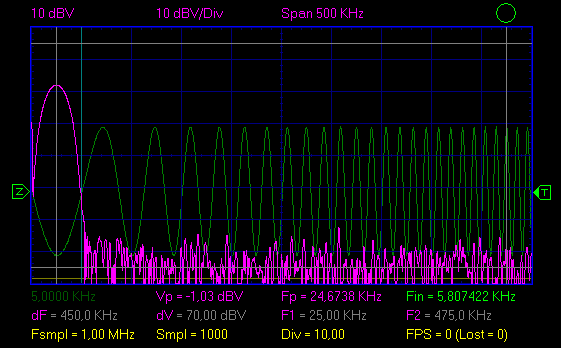 10 dBV 10 dBV/Div Span 500 KHz
Z T
5.0000 KHz Vp = -1,03 dBV Fp = 24,6738 KHz Fin = 5,807422 KHz
dF = 450,0 KHz dV = 70,00 dBV F1 = 25,00 KHz F2 = 475,0 KHz
Fsmpl = 1,00 MHz Smpl = 1000 Div = 10,00 FPS = 0 (Lost = 0)